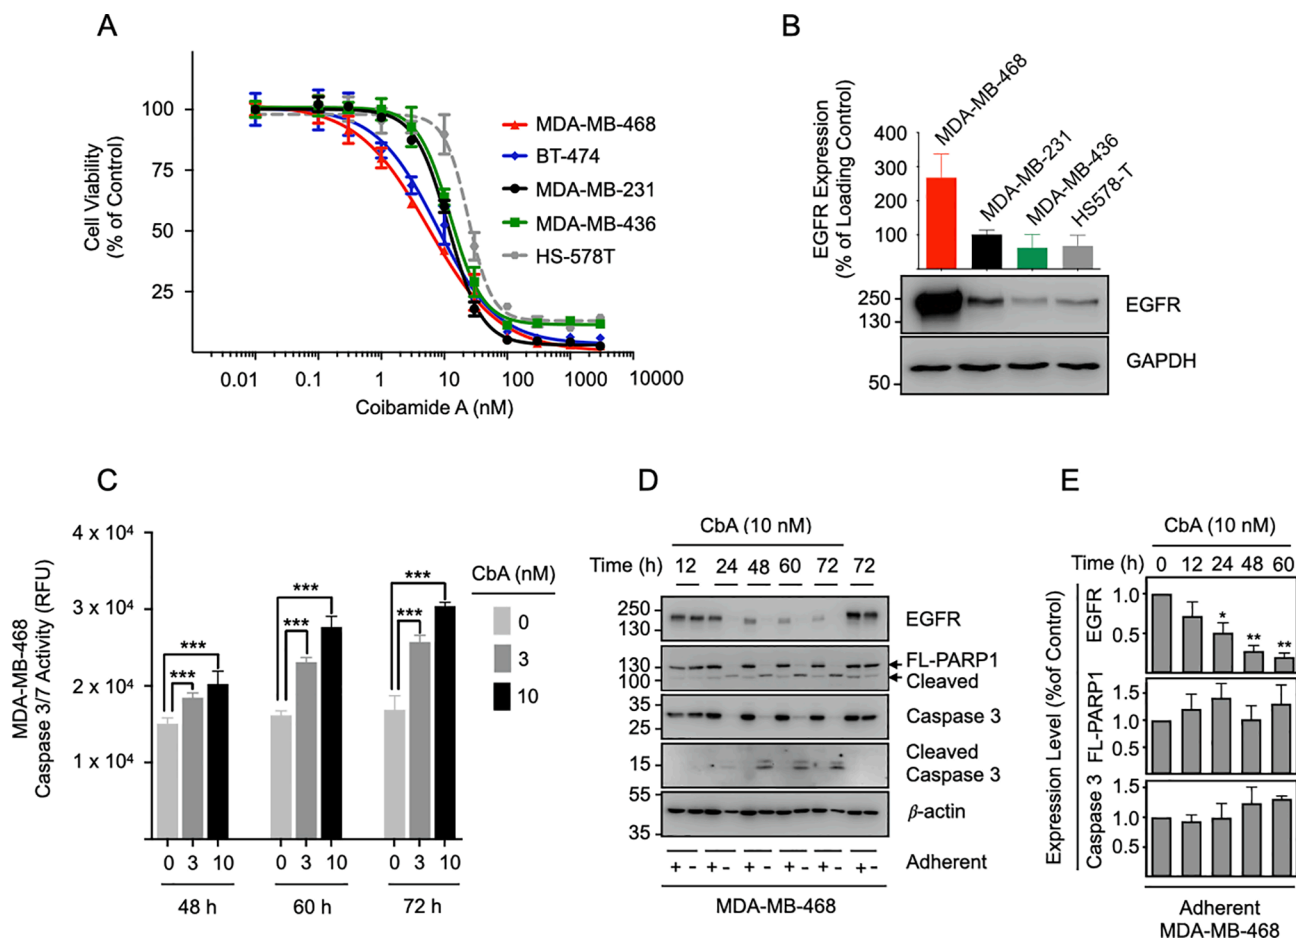 A
Cell Viability
(% of Control)
100
75
50
25
0.01 0.1 1 10 100 1000 10000
Coibamide A (nM)
MDA-MB-468
BT-474
MDA-MB-231
MDA-MB-436
HS-578T
B
EGFR Expression
(% of Loading Control)
400
300
200
100
MDA-MB-468
MDA-MB-231
MDA-MB-436
HS578-T
250
130
EGFR
50
GAPDH
C
MDA-MB-468
Caspase 3/7 Activity (RFU)
4 x 10⁴
3 x 10⁴
2 x 10⁴
1 x 10⁴
*** ***
*** ***
*** ***
CbA (nM)
0
3
10
0 3 10 0 3 10 0 3 10
48 h 60 h 72 h
D
CbA (10 nM)
Time (h) 12 24 48 60 72 72
250
130
EGFR
130
100
FL-PARP1
Cleaved
35
25
Caspase 3
15
Cleaved
Caspase 3
55
35
β-actin
+ - + - + - + - + - + -
Adherent
MDA-MB-468
E
CbA (10 nM)
Time (h) 0 12 24 48 60
Expression Level (%of Control)
EGFR
1.0
0.5
* ** **
FL-PARP1
1.5
1.0
0.5
Caspase 3
1.5
1.0
0.5
Adherent
MDA-MB-468